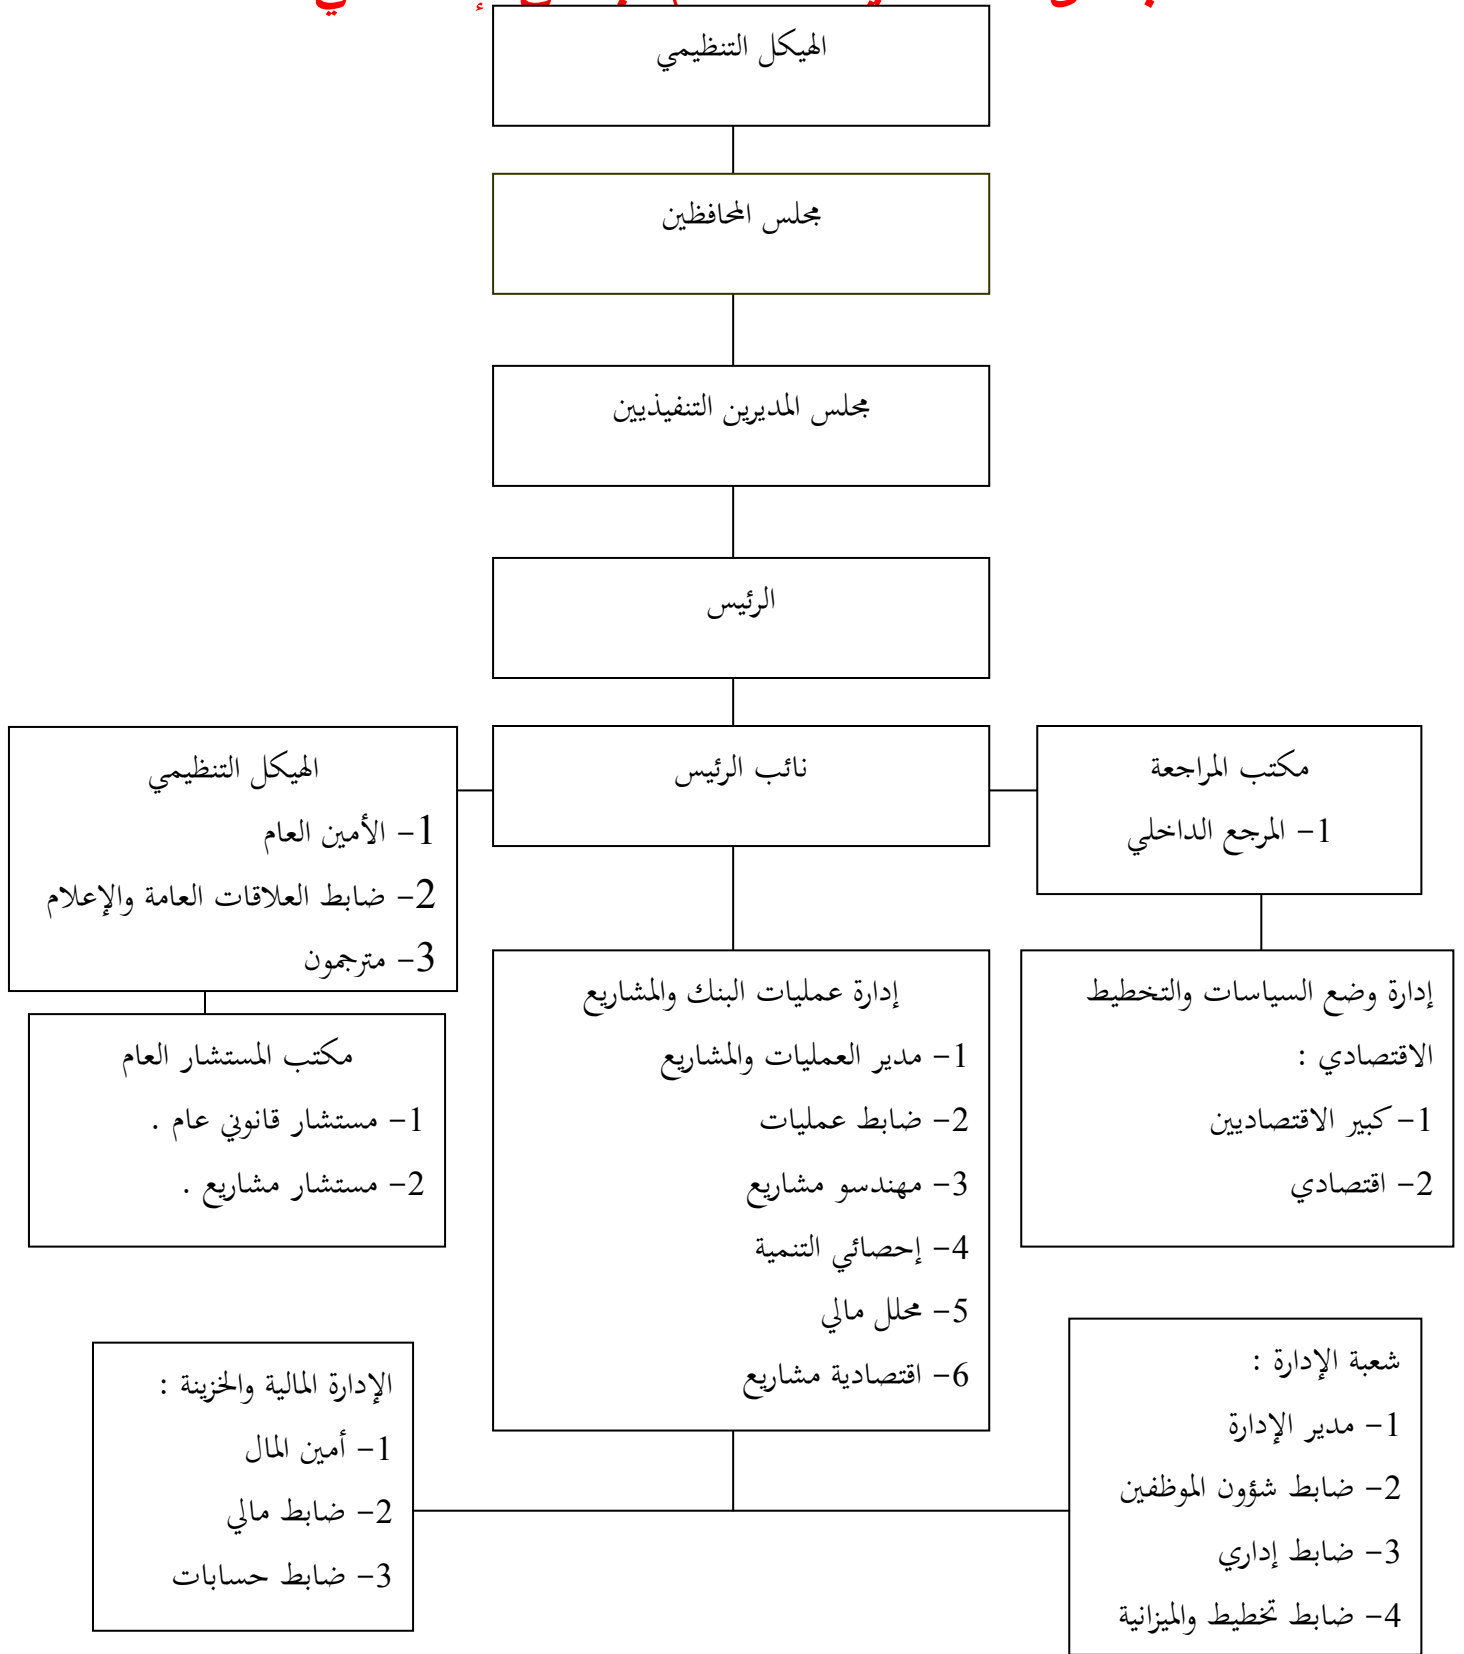 الهيكل التنظيمي
مجلس المحافظين
مجلس المديرين التنفيذيين
الرئيس
نائب الرئيس
مكتب المراجعة
1- المرجع الداخلي
الهيكل التنظيمي
1- الأمين العام
2- ضابط العلاقات العامة والإعلام
3- مترجمون
إدارة وضع السياسات والتخطيط
الاقتصادي :
1- كبير الاقتصاديين
2- اقتصادي
إدارة عمليات البنك والمشاريع
1- مدير العمليات والمشاريع
2- ضابط عمليات
3- مهندسو مشاريع
4- إحصائي التنمية
5- محلل مالي
6- اقتصادية مشاريع
مكتب المستشار العام
1- مستشار قانوني عام .
2- مستشار مشاريع .
شعبة الإدارة :
1- مدير الإدارة
2- ضابط شؤون الموظفين
3- ضابط إداري
4- ضابط تخطيط والميزانية
الإدارة المالية والخزينة :
1- أمين المال
2- ضابط مالي
3- ضابط حسابات